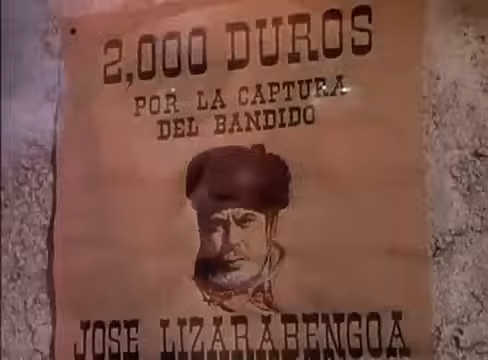 2,000 DUROS
POR LA CAPTURA
DEL BANDIDO
JOSE LIZARABENGOA